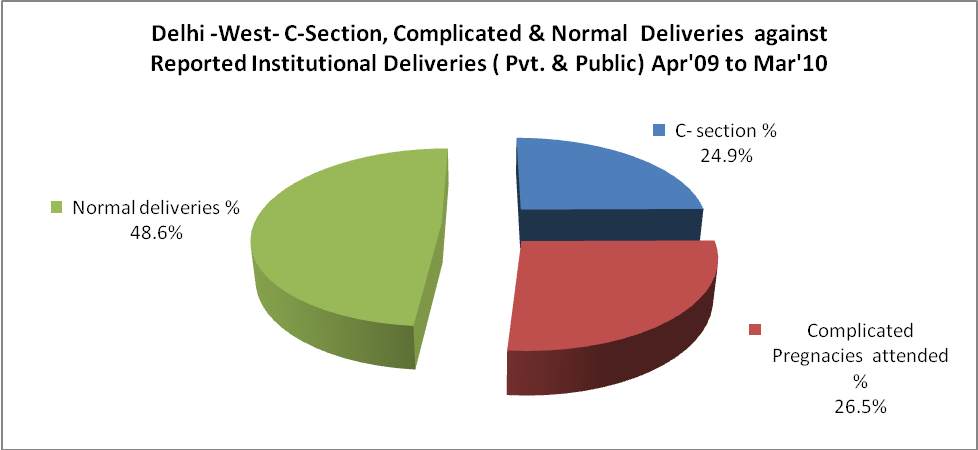 Delhi -West- C-Section, Complicated & Normal Deliveries against
Reported Institutional Deliveries ( Pvt. & Public) Apr'09 to Mar'10
C- section %
24.9%
Normal deliveries %
48.6%
Complicated
Pregnacies attended
%
26.5%